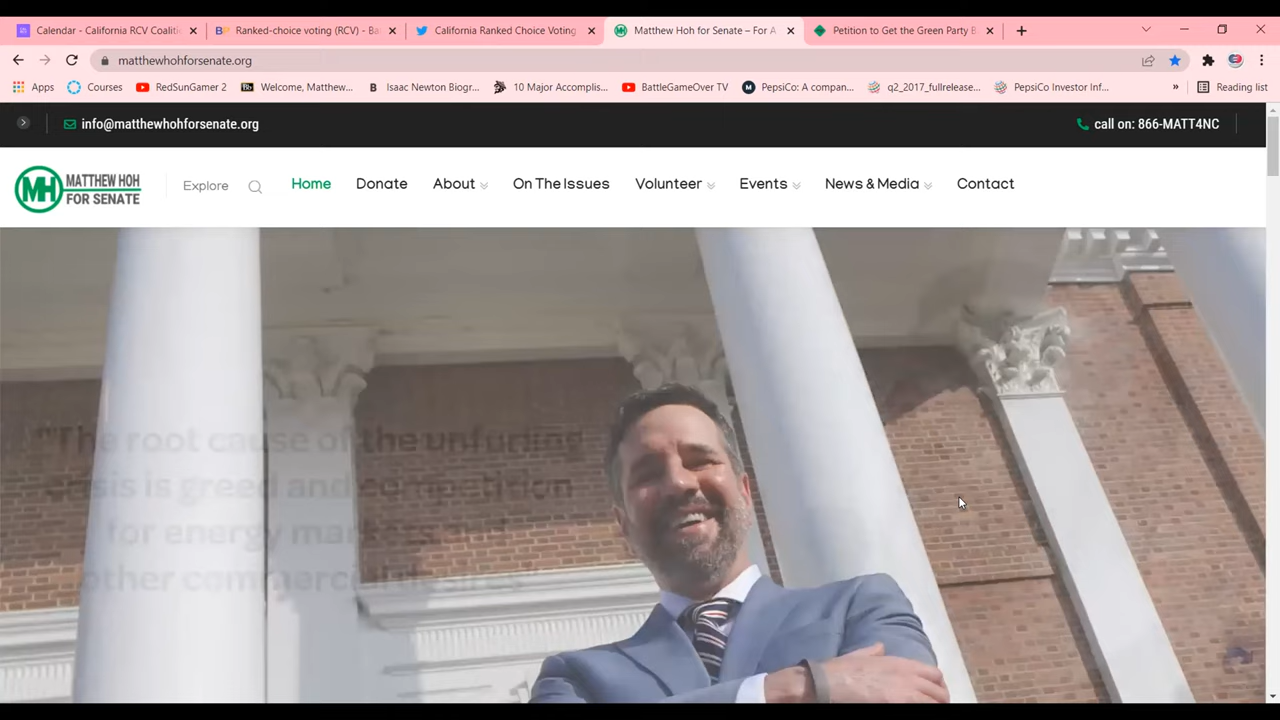 Calendar - California RCV Coaliti
Ranked-choice voting (RCV) - Ba
California Ranked Choice Voting
Matthew Hoh for Senate – For A
Petition to Get the Green Party B
matthewhohforsenate.org
Apps
Courses
RedSunGamer 2
Welcome, Matthew...
Isaac Newton Biogr...
10 Major Accomplis...
BattleGameOver TV
PepsiCo: A compan...
q2_2017_fullrelease...
PepsiCo Investor Inf...
»
Reading list
info@matthewhohforsenate.org
call on: 866-MATT4NC
MH MATTHEW HOH
FOR SENATE
Explore
Home
Donate
About
On The Issues
Volunteer
Events
News & Media
Contact
"The root cause of the unfurling
crisis is greed and competition
for energy markets and
other commercial desires"